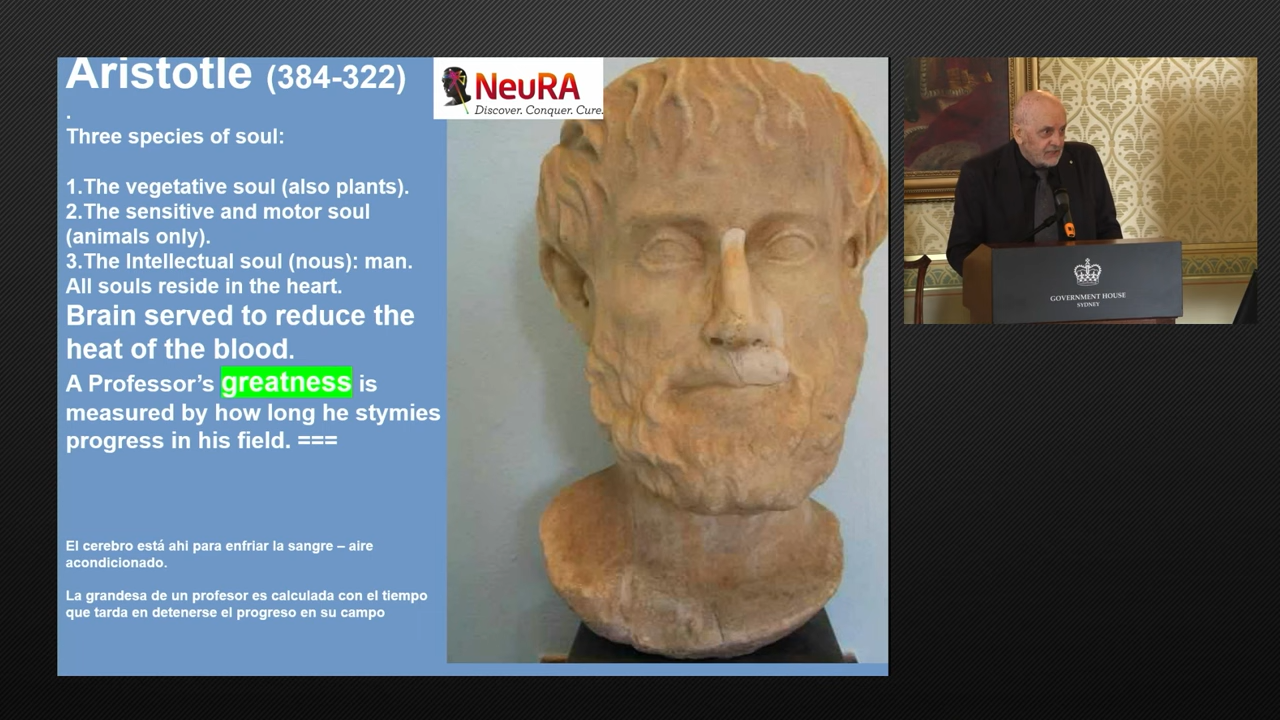 Aristotle (384-322)
NeuRA
Discover. Conquer. Cure.
.
Three species of soul:
1.The vegetative soul (also plants).
2.The sensitive and motor soul
(animals only).
3.The Intellectual soul (nous): man.
All souls reside in the heart.
Brain served to reduce the
heat of the blood.
A Professor’s greatness is
measured by how long he stymies
progress in his field. ===
El cerebro está ahi para enfriar la sangre – aire
acondicionado.
La grandesa de un profesor es calculada con el tiempo
que tarda en detenerse el progreso en su campo
GOVERNMENT HOUSE
SYDNEY